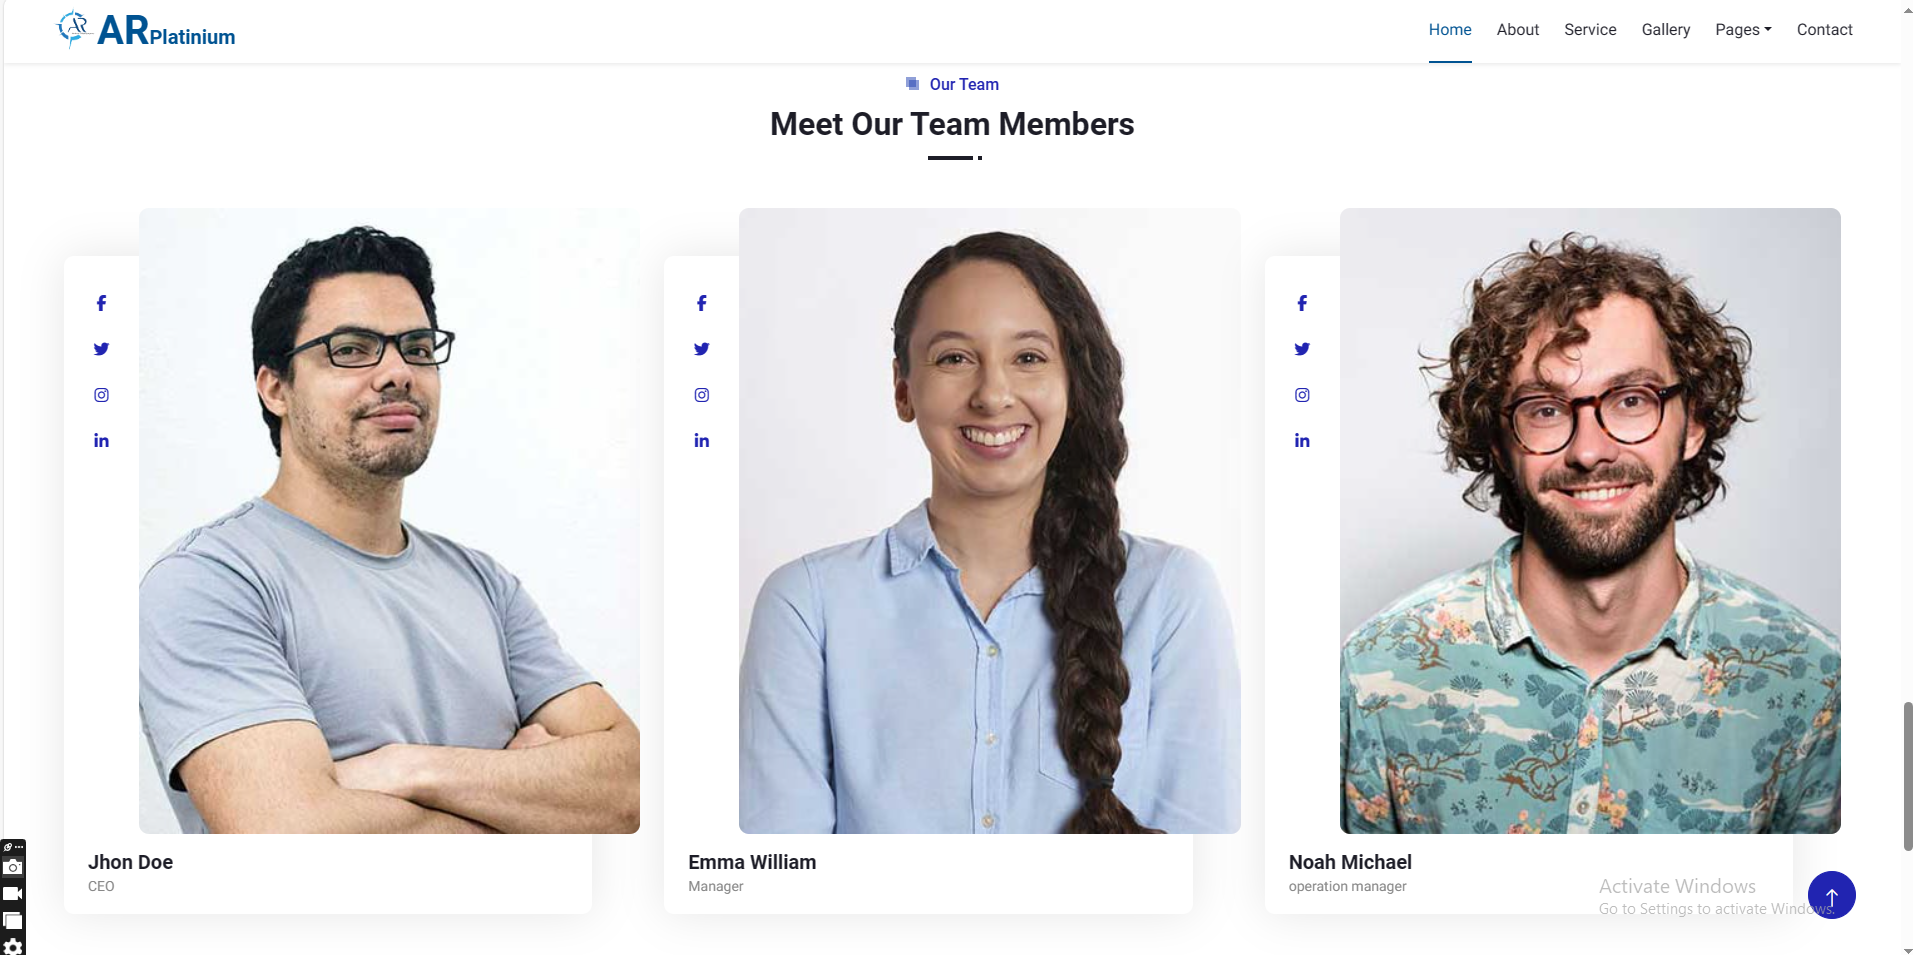 AR ARPlatinium
Home About Service Gallery Pages Contact
Our Team
Meet Our Team Members
Jhon Doe
CEO
Emma William
Manager
Noah Michael
operation manager
Activate Windows
Go to Settings to activate Windows.